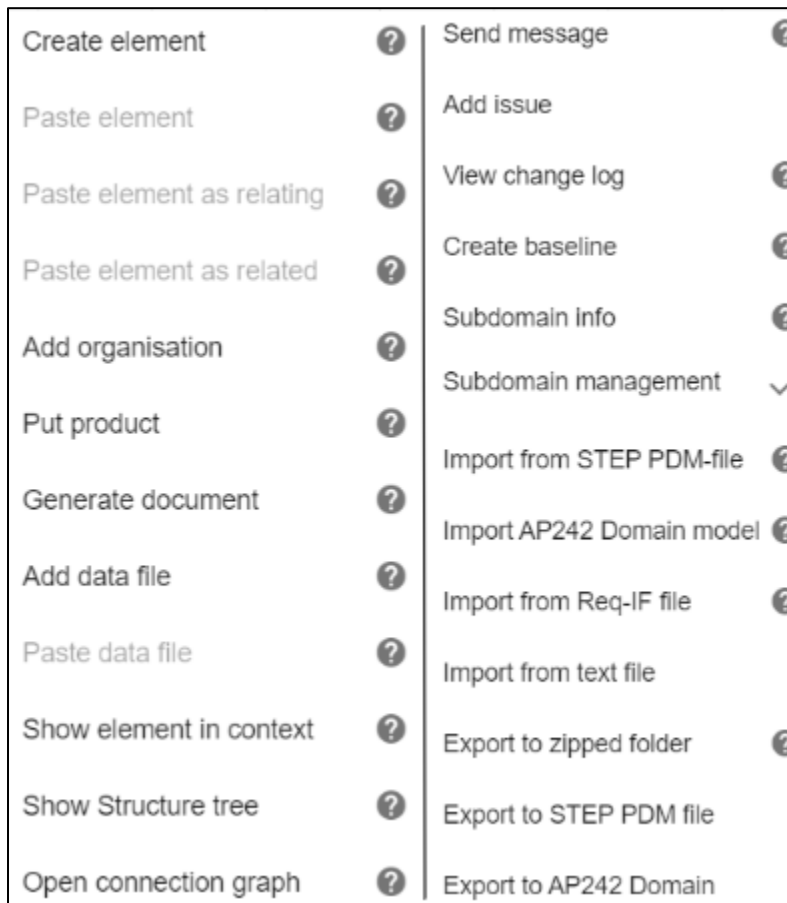 Create element
Paste element
Paste element as relating
Paste element as related
Add organisation
Put product
Generate document
Add data file
Paste data file
Show element in context
Show Structure tree
Open connection graph
Send message
Add issue
View change log
Create baseline
Subdomain info
Subdomain management
Import from STEP PDM-file
Import AP242 Domain model
Import from Req-IF file
Import from text file
Export to zipped folder
Export to STEP PDM file
Export to AP242 Domain